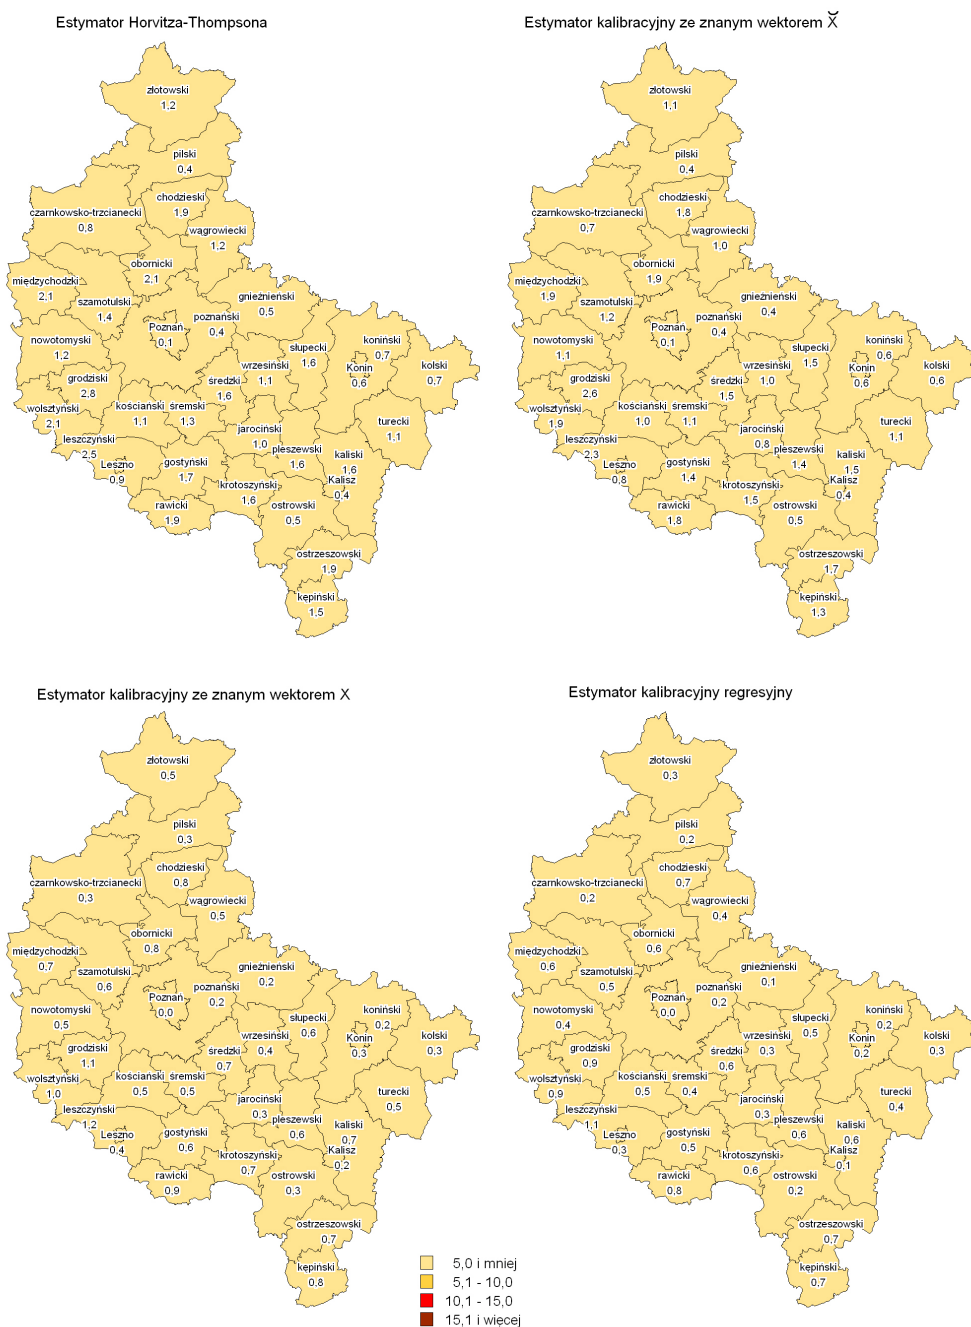 Estymator Horvitza-Thompsona
złotowski
1,2
pilski
0,4
chodzieski
1,9
czarnkowsko-trzcianecki
0,8
wągrowiecki
1,2
obornicki
2,1
międzychodzki
2,1
szamotulski
1,4
gnieźnieński
0,5
poznański
0,4
Poznań
0,1
nowotomyski
1,2
słupecki
1,6
koniński
0,7
wrzesiński
1,1
Konin
0,6
kolski
0,7
grodziski
2,8
średzki
1,6
wolsztyński
2,1
kościański
1,1
śremski
1,3
turecki
1,1
leszczyński
2,5
jarociński
1,0
pleszewski
1,6
kaliski
1,6
Leszno
0,9
gostyński
1,7
krotoszyński
1,6
Kalisz
0,4
rawicki
1,9
ostrowski
0,5
ostrzeszowski
1,9
kępiński
1,5
Estymator kalibracyjny ze znanym wektorem X̆
złotowski
1,1
pilski
0,4
chodzieski
1,8
czarnkowsko-trzcianecki
0,7
wągrowiecki
1,0
obornicki
1,9
międzychodzki
1,9
szamotulski
1,2
gnieźnieński
0,4
poznański
0,4
Poznań
0,1
nowotomyski
1,1
słupecki
1,5
koniński
0,6
wrzesiński
1,0
Konin
0,6
kolski
0,6
grodziski
2,6
średzki
1,5
wolsztyński
1,9
kościański
1,0
śremski
1,1
turecki
1,1
leszczyński
2,3
jarociński
0,8
pleszewski
1,4
kaliski
1,5
Leszno
0,8
gostyński
1,4
krotoszyński
1,5
Kalisz
0,4
rawicki
1,8
ostrowski
0,5
ostrzeszowski
1,7
kępiński
1,3
Estymator kalibracyjny ze znanym wektorem X
złotowski
0,5
pilski
0,3
chodzieski
0,8
czarnkowsko-trzcianecki
0,3
wągrowiecki
0,5
obornicki
0,8
międzychodzki
0,7
szamotulski
0,6
gnieźnieński
0,2
poznański
0,2
Poznań
0,0
nowotomyski
0,5
słupecki
0,6
koniński
0,2
wrzesiński
0,4
Konin
0,3
kolski
0,3
grodziski
1,1
średzki
0,7
wolsztyński
1,0
kościański
0,5
śremski
0,5
turecki
0,5
leszczyński
1,2
jarociński
0,3
pleszewski
0,6
kaliski
0,7
Leszno
0,4
gostyński
0,6
krotoszyński
0,7
Kalisz
0,2
rawicki
0,9
ostrowski
0,3
ostrzeszowski
0,7
kępiński
0,8
Estymator kalibracyjny regresyjny
złotowski
0,3
pilski
0,2
chodzieski
0,7
czarnkowsko-trzcianecki
0,2
wągrowiecki
0,4
obornicki
0,6
międzychodzki
0,6
szamotulski
0,5
gnieźnieński
0,1
poznański
0,2
Poznań
0,0
nowotomyski
0,4
słupecki
0,5
koniński
0,2
wrzesiński
0,3
Konin
0,2
kolski
0,3
grodziski
0,9
średzki
0,6
wolsztyński
0,9
kościański
0,5
śremski
0,4
turecki
0,4
leszczyński
1,1
jarociński
0,3
pleszewski
0,6
kaliski
0,6
Leszno
0,3
gostyński
0,5
krotoszyński
0,6
Kalisz
0,1
rawicki
0,8
ostrowski
0,2
ostrzeszowski
0,7
kępiński
0,7
5,0 i mniej
5,1 - 10,0
10,1 - 15,0
15,1 i więcej